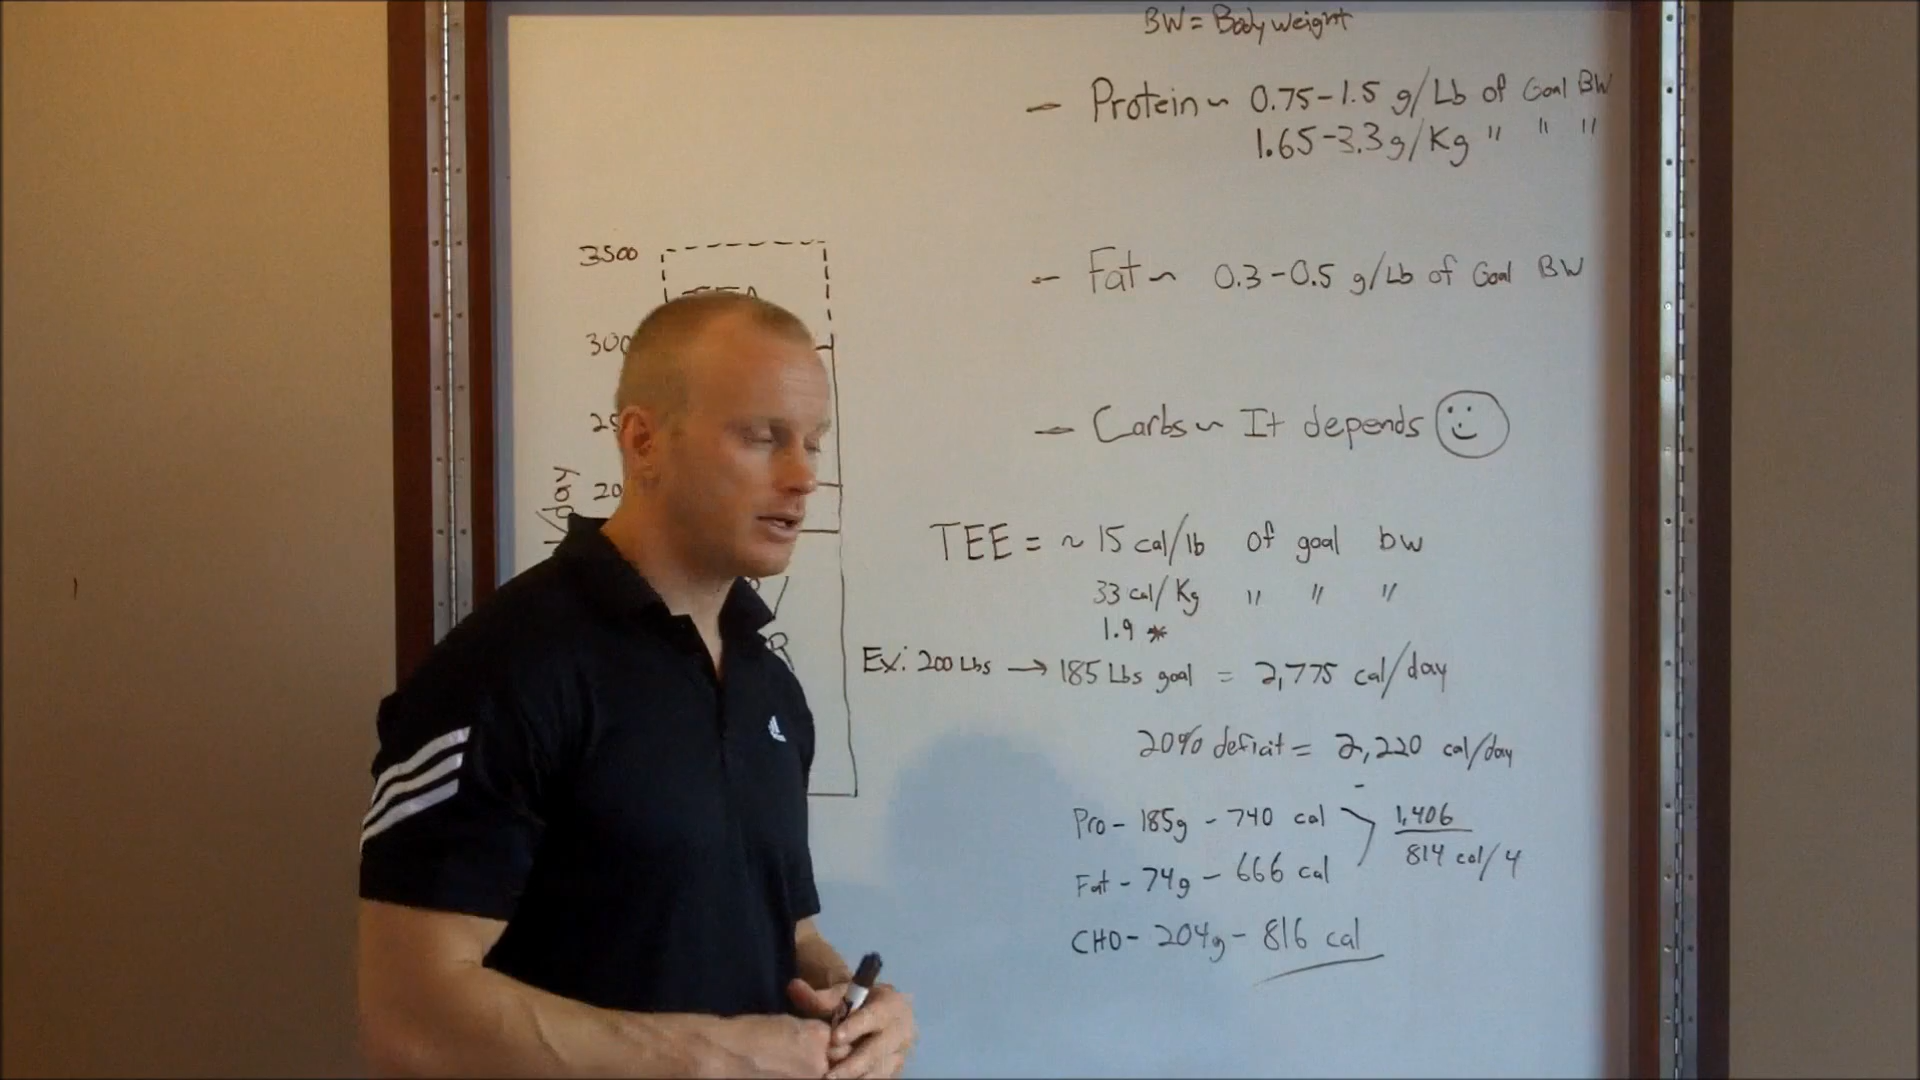 BW = Bodyweight
- Protein ~ 0.75-1.5 g/Lb of Goal BW
1.65-3.3g/Kg " " "
- Fat ~ 0.3-0.5 g/Lb of Goal BW
- Carbs ~ It depends
3500
TEE = ~ 15 cal/lb of goal bw
33 cal/Kg " " "
1.9 *
Ex: 200 Lbs → 185 Lbs goal = 2,775 cal/day
20% deficit = 2,220 cal/day
Pro - 185g - 740 cal
1,406
814 cal/4
Fat - 74g - 666 cal
CHO - 204g - 816 cal